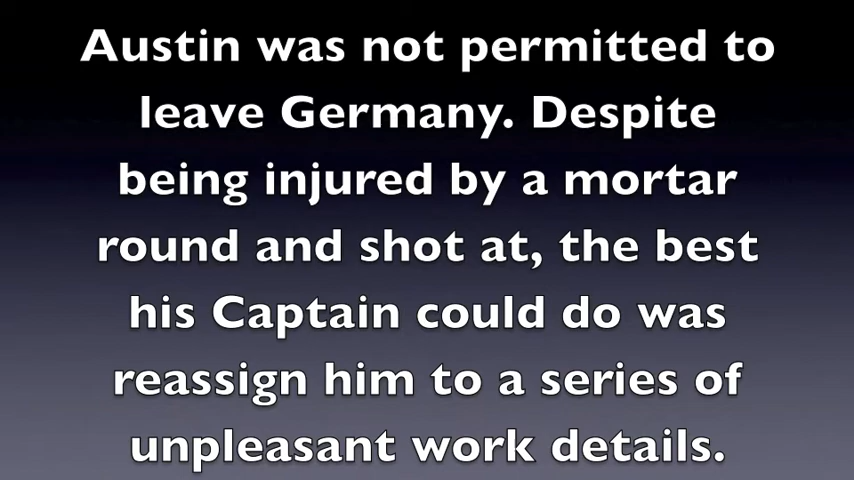 Austin was not permitted to
leave Germany. Despite
being injured by a mortar
round and shot at, the best
his Captain could do was
reassign him to a series of
unpleasant work details.